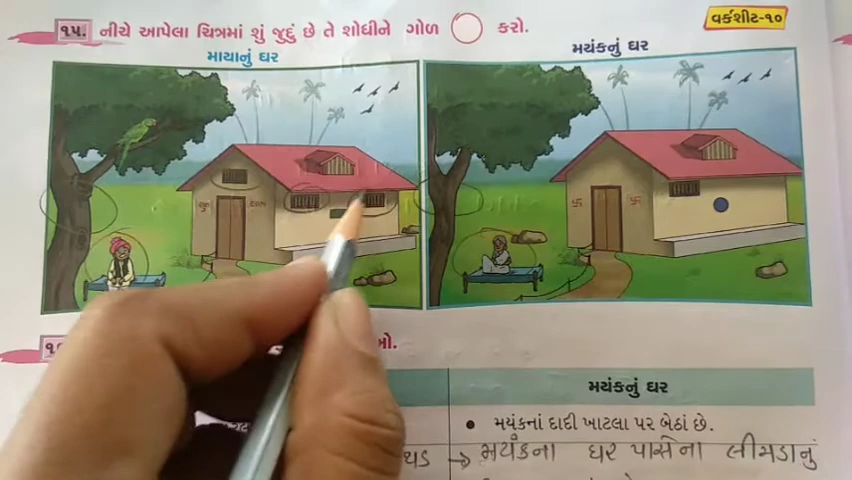 ૧૫. નીચે આપેલા ચિત્રમાં શું જુદું છે તે શોધીને ગોળ કરો.
વર્કશીટ-૧૦
માયાનું ઘર
મયંકનું ઘર
મયંકનું ઘર
• મયંકનાં દાદી ખાટલા પર બેઠાં છે.
થડ → મયંકના ઘર પાસેના લીમડાનું